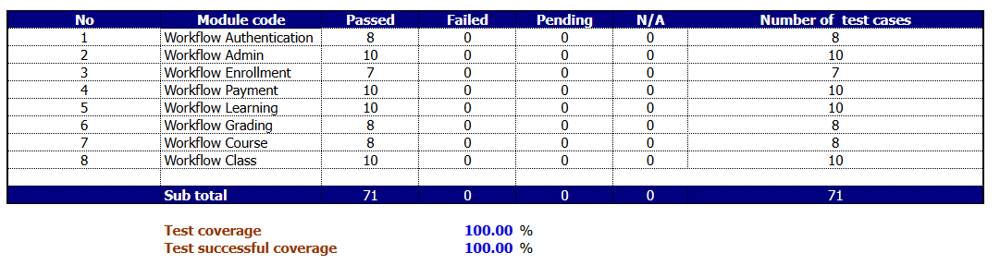 No Module code Passed Failed Pending N/A Number of  test cases
1 Workflow Authentication 8 0 0 0 8
2 Workflow Admin 10 0 0 0 10
3 Workflow Enrollment 7 0 0 0 7
4 Workflow Payment 10 0 0 0 10
5 Workflow Learning 10 0 0 0 10
6 Workflow Grading 8 0 0 0 8
7 Workflow Course 8 0 0 0 8
8 Workflow Class 10 0 0 0 10
Sub total 71 0 0 0 71
Test coverage 100.00 %
Test successful coverage 100.00 %